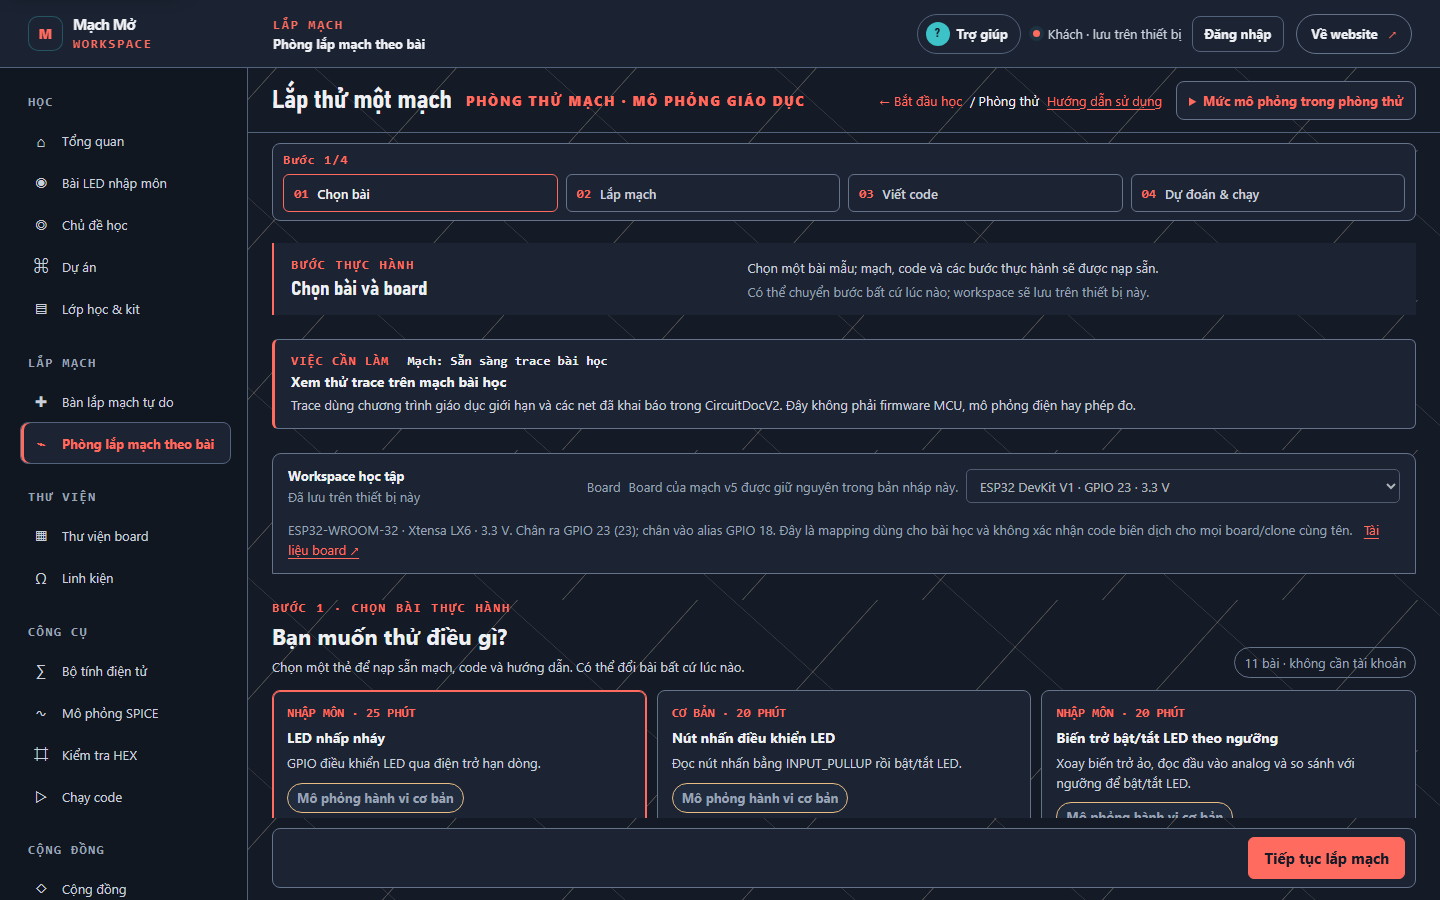 M
Mạch Mở
WORKSPACE
LẮP MẠCH
Phòng lắp mạch theo bài
? Trợ giúp
Khách · lưu trên thiết bị
Đăng nhập
Về website ↗
HỌC
Tổng quan
Bài LED nhập môn
Chủ đề học
Dự án
Lớp học & kit
LẮP MẠCH
Bàn lắp mạch tự do
Phòng lắp mạch theo bài
THƯ VIỆN
Thư viện board
Linh kiện
CÔNG CỤ
Bộ tính điện tử
Mô phỏng SPICE
Kiểm tra HEX
Chạy code
CỘNG ĐỒNG
Cộng đồng
Lắp thử một mạch
PHÒNG THỬ MẠCH · MÔ PHỎNG GIÁO DỤC
← Bắt đầu học / Phòng thử Hướng dẫn sử dụng
▶ Mức mô phỏng trong phòng thử
Bước 1/4
01 Chọn bài
02 Lắp mạch
03 Viết code
04 Dự đoán & chạy
BƯỚC THỰC HÀNH
Chọn bài và board
Chọn một bài mẫu; mạch, code và các bước thực hành sẽ được nạp sẵn.
Có thể chuyển bước bất cứ lúc nào; workspace sẽ lưu trên thiết bị này.
VIỆC CẦN LÀM Mạch: Sẵn sàng trace bài học
Xem thử trace trên mạch bài học
Trace dùng chương trình giáo dục giới hạn và các net đã khai báo trong CircuitDocV2. Đây không phải firmware MCU, mô phỏng điện hay phép đo.
Workspace học tập
Đã lưu trên thiết bị này
Board Board của mạch v5 được giữ nguyên trong bản nháp này.
ESP32 DevKit V1 · GPIO 23 · 3.3 V
ESP32-WROOM-32 · Xtensa LX6 · 3.3 V. Chân ra GPIO 23 (23); chân vào alias GPIO 18. Đây là mapping dùng cho bài học và không xác nhận code biên dịch cho mọi board/clone cùng tên. Tài
liệu board ↗
BƯỚC 1 · CHỌN BÀI THỰC HÀNH
Bạn muốn thử điều gì?
Chọn một thẻ để nạp sẵn mạch, code và hướng dẫn. Có thể đổi bài bất cứ lúc nào.
11 bài · không cần tài khoản
NHẬP MÔN · 25 PHÚT
LED nhấp nháy
GPIO điều khiển LED qua điện trở hạn dòng.
Mô phỏng hành vi cơ bản
CƠ BẢN · 20 PHÚT
Nút nhấn điều khiển LED
Đọc nút nhấn bằng INPUT_PULLUP rồi bật/tắt LED.
Mô phỏng hành vi cơ bản
NHẬP MÔN · 20 PHÚT
Biến trở bật/tắt LED theo ngưỡng
Xoay biến trở ảo, đọc đầu vào analog và so sánh với
ngưỡng để bật/tắt LED.
Mô phỏng hành vi cơ bản
Tiếp tục lắp mạch